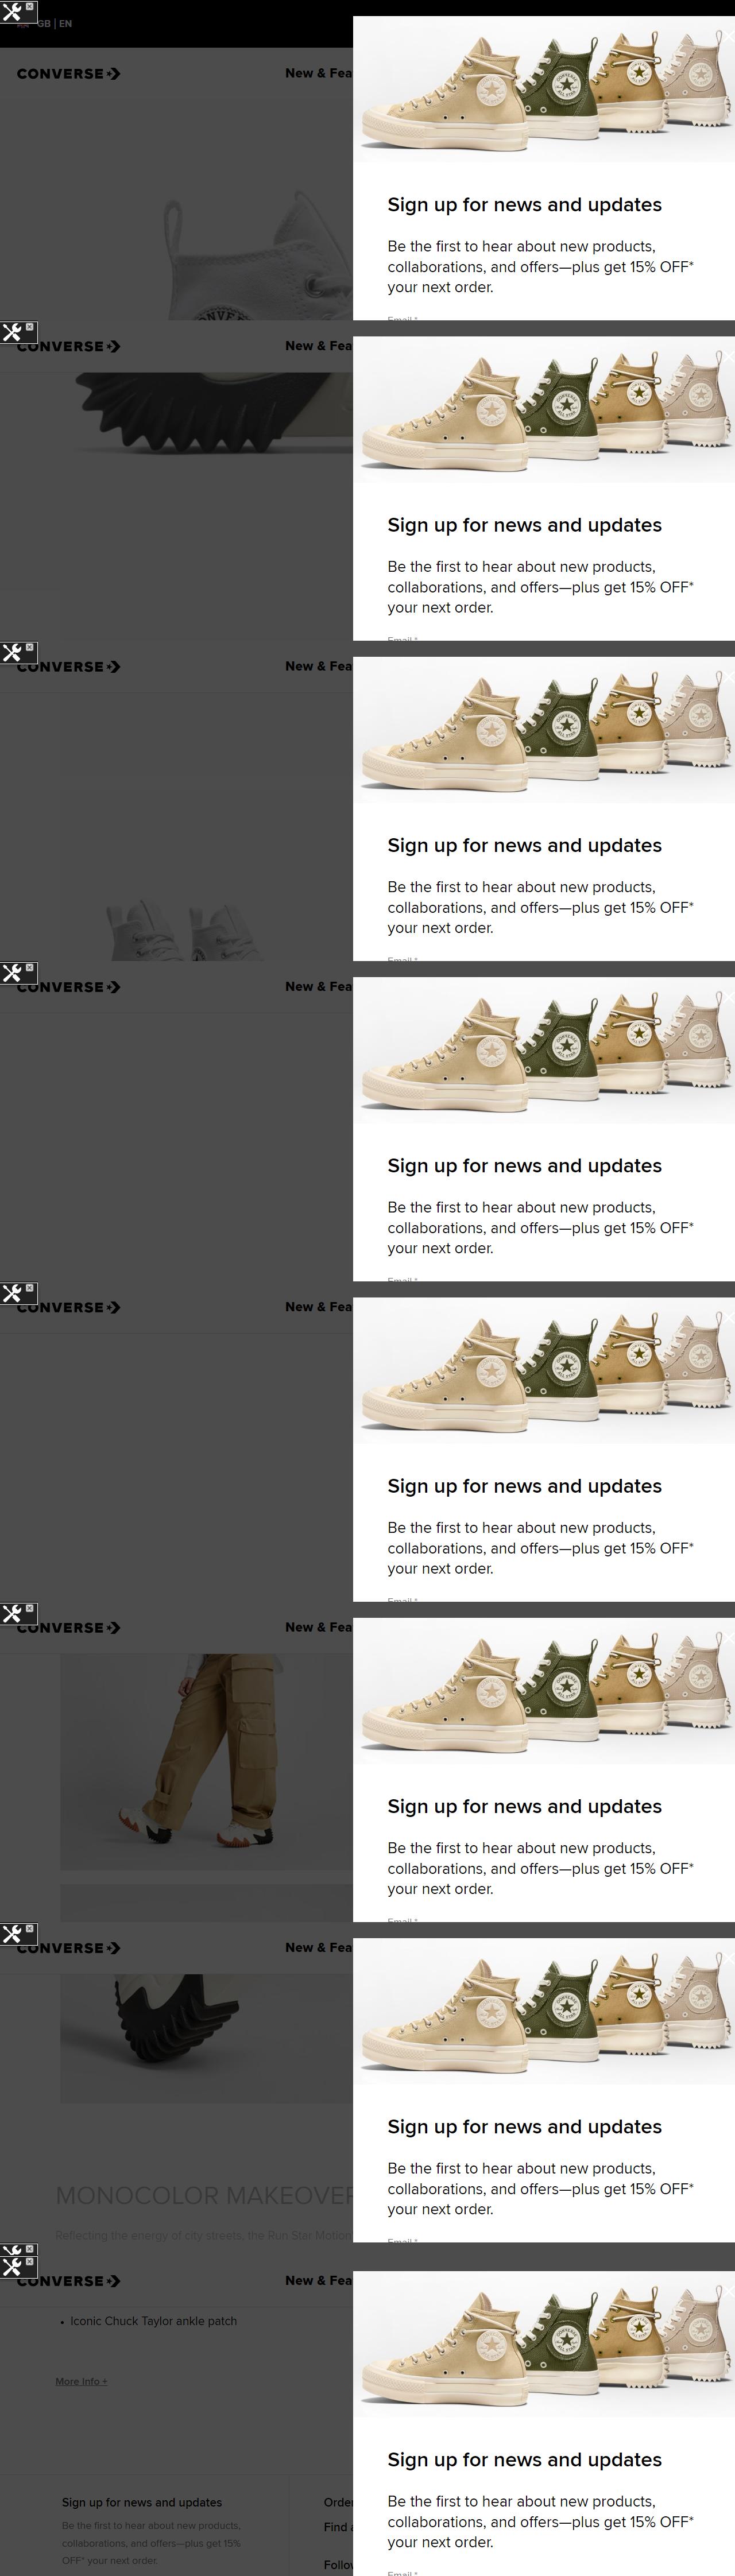 GB | EN
CONVERSE
New & Fea
Sign up for news and updates
Be the first to hear about new products,
collaborations, and offers—plus get 15% OFF*
your next order.
Email *
CONVERSE
New & Fea
Sign up for news and updates
Be the first to hear about new products,
collaborations, and offers—plus get 15% OFF*
your next order.
Email *
CONVERSE
New & Fea
Sign up for news and updates
Be the first to hear about new products,
collaborations, and offers—plus get 15% OFF*
your next order.
Email *
CONVERSE
New & Fea
Sign up for news and updates
Be the first to hear about new products,
collaborations, and offers—plus get 15% OFF*
your next order.
Email *
CONVERSE
New & Fea
Sign up for news and updates
Be the first to hear about new products,
collaborations, and offers—plus get 15% OFF*
your next order.
Email *
CONVERSE
New & Fea
Sign up for news and updates
Be the first to hear about new products,
collaborations, and offers—plus get 15% OFF*
your next order.
Email *
CONVERSE
New & Fea
Sign up for news and updates
Be the first to hear about new products,
collaborations, and offers—plus get 15% OFF*
your next order.
Email *
MONOCOLOR MAKEOVER
Reflecting the energy of city streets, the Run Star Motion
CONVERSE
New & Fea
• Iconic Chuck Taylor ankle patch
More Info +
Sign up for news and updates
Be the first to hear about new products,
collaborations, and offers—plus get 15% OFF*
your next order.
Email *
Sign up for news and updates
Be the first to hear about new products,
collaborations, and offers—plus get 15%
OFF* your next order.
Order
Find a
Follow